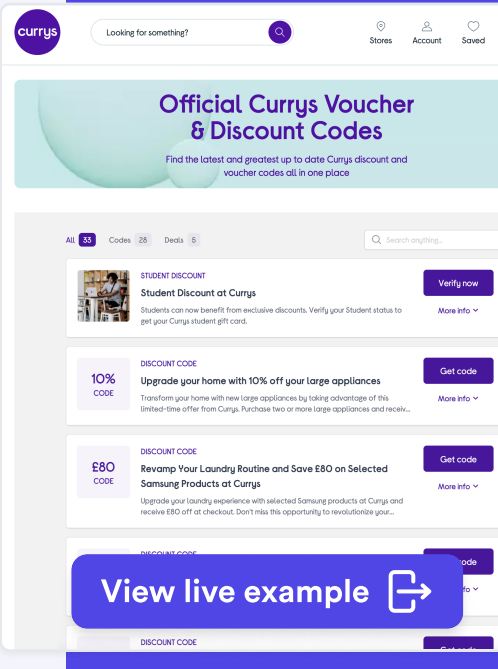 currys
Looking for something?
Stores
Account
Saved
Official Currys Voucher
& Discount Codes
Find the latest and greatest up to date Currys discount and
voucher codes all in one place
All 33 Codes 28 Deals 5
Search anything...
STUDENT DISCOUNT
Student Discount at Currys
Students can now benefit from exclusive discounts. Verify your Student status to
get your Currys student gift card.
Verify now
More info
10%
CODE
DISCOUNT CODE
Upgrade your home with 10% off your large appliances
Transform your home with new large appliances by taking advantage of this
limited-time offer from Currys. Purchase two or more large appliances and receiv...
Get code
More info
£80
CODE
DISCOUNT CODE
Revamp Your Laundry Routine and Save £80 on Selected
Samsung Products at Currys
Upgrade your laundry experience with selected Samsung products at Currys and
receive £80 off at checkout. Don't miss this opportunity to revolutionize your...
Get code
More info
DISCOUNT CODE
View live example
DISCOUNT CODE
Get code